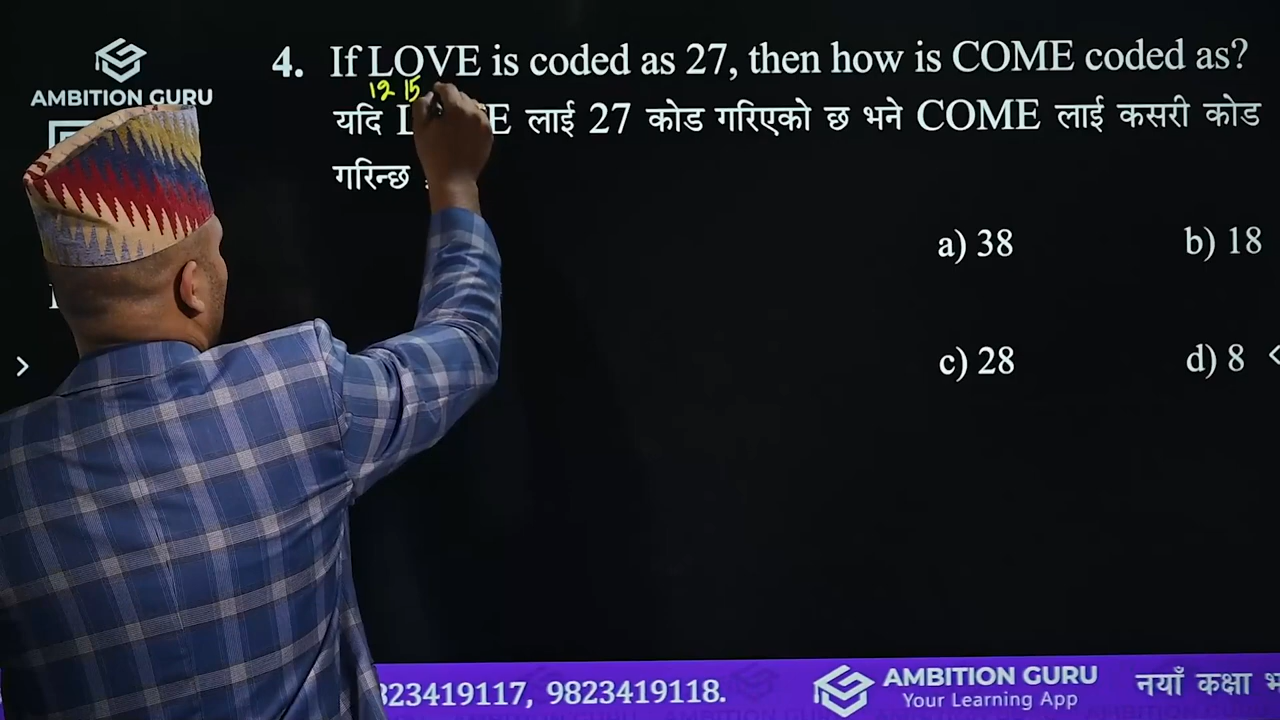 AMBITION GURU
4. If LOVE is coded as 27, then how is COME coded as?
12 15
यदि L E लाई 27 कोड गरिएको छ भने COME लाई कसरी कोड
गरिन्छ
a) 38
b) 18
c) 28
d) 8
323419117, 9823419118.
AMBITION GURU
Your Learning App
नयाँ कक्षा